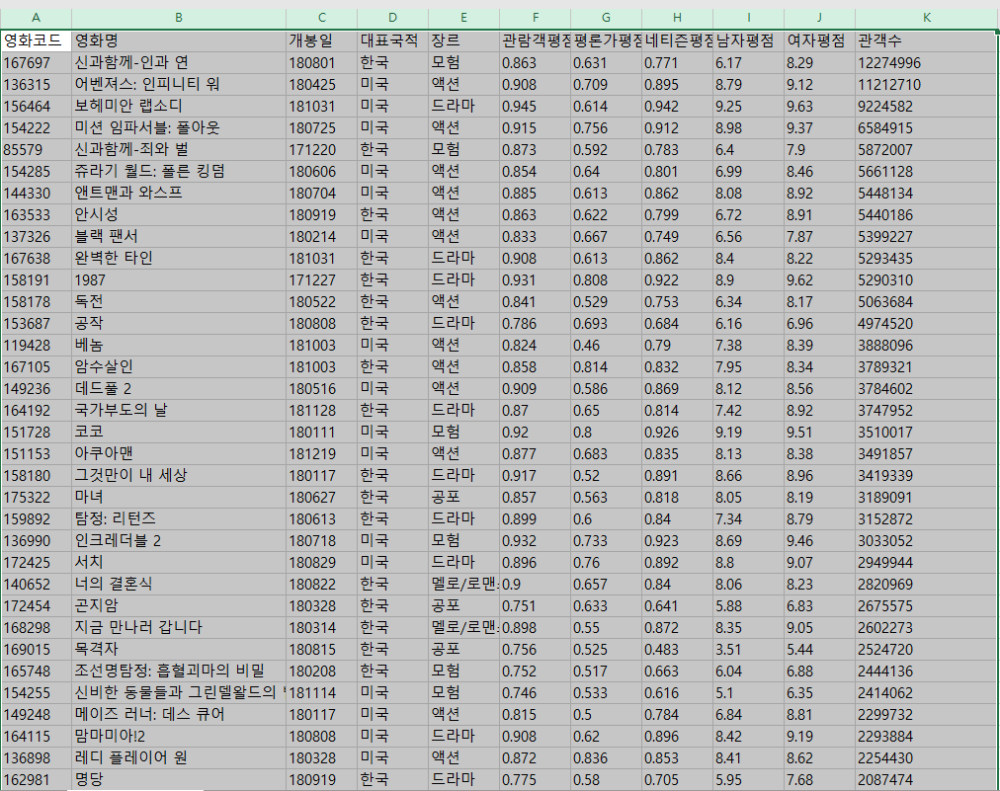 A B C D E F G H I J K
영화코드 영화명 개봉일 대표국적 장르 관람객평점 평론가평점 네티즌평점 남자평점 여자평점 관객수
167697 신과함께-인과 연 180801 한국 모험 0.863 0.631 0.771 6.17 8.29 12274996
136315 어벤져스: 인피니티 워 180425 미국 액션 0.908 0.709 0.895 8.79 9.12 11212710
156464 보헤미안 랩소디 181031 미국 드라마 0.945 0.614 0.942 9.25 9.63 9224582
154222 미션 임파서블: 폴아웃 180725 미국 액션 0.915 0.756 0.912 8.98 9.37 6584915
85579 신과함께-죄와 벌 171220 한국 모험 0.873 0.592 0.783 6.4 7.9 5872007
154285 쥬라기 월드: 폴른 킹덤 180606 미국 액션 0.854 0.64 0.801 6.99 8.46 5661128
144330 앤트맨과 와스프 180704 미국 액션 0.885 0.613 0.862 8.08 8.92 5448134
163533 안시성 180919 한국 액션 0.863 0.622 0.799 6.72 8.91 5440186
137326 블랙 팬서 180214 미국 액션 0.833 0.667 0.749 6.56 7.87 5399227
167638 완벽한 타인 181031 한국 드라마 0.908 0.613 0.862 8.4 8.22 5293435
158191 1987 171227 한국 드라마 0.931 0.808 0.922 8.9 9.62 5290310
158178 독전 180522 한국 액션 0.841 0.529 0.753 6.34 8.17 5063684
153687 공작 180808 한국 드라마 0.786 0.693 0.684 6.16 6.96 4974520
119428 베놈 181003 미국 액션 0.824 0.46 0.79 7.38 8.39 3888096
167105 암수살인 181003 한국 액션 0.858 0.814 0.832 7.95 8.34 3789321
149236 데드풀 2 180516 미국 액션 0.909 0.586 0.869 8.12 8.56 3784602
164192 국가부도의 날 181128 한국 드라마 0.87 0.65 0.814 7.42 8.92 3747952
151728 코코 180111 미국 모험 0.92 0.8 0.926 9.19 9.51 3510017
151153 아쿠아맨 181219 미국 액션 0.877 0.683 0.835 8.13 8.38 3491857
158180 그것만이 내 세상 180117 한국 드라마 0.917 0.52 0.891 8.66 8.96 3419339
175322 마녀 180627 한국 공포 0.857 0.563 0.818 8.05 8.19 3189091
159892 탐정: 리턴즈 180613 한국 드라마 0.899 0.6 0.84 7.34 8.79 3152872
136990 인크레더블 2 180718 미국 모험 0.932 0.733 0.923 8.69 9.46 3033052
172425 서치 180829 미국 드라마 0.896 0.76 0.892 8.8 9.07 2949944
140652 너의 결혼식 180822 한국 멜로/로맨 0.9 0.657 0.84 8.06 8.23 2820969
172454 곤지암 180328 한국 공포 0.751 0.633 0.641 5.88 6.83 2675575
168298 지금 만나러 갑니다 180314 한국 멜로/로맨 0.898 0.55 0.872 8.35 9.05 2602273
169015 목격자 180815 한국 공포 0.756 0.525 0.483 3.51 5.44 2524720
165748 조선명탐정: 흡혈괴마의 비밀 180208 한국 모험 0.752 0.517 0.663 6.04 6.88 2444136
154255 신비한 동물들과 그린델왈드의 181114 미국 모험 0.746 0.533 0.616 5.1 6.35 2414062
149248 메이즈 러너: 데스 큐어 180117 미국 액션 0.815 0.5 0.784 6.84 8.81 2299732
164115 맘마미아!2 180808 미국 드라마 0.908 0.62 0.896 8.42 9.19 2293884
136898 레디 플레이어 원 180328 미국 액션 0.872 0.836 0.853 8.41 8.62 2254430
162981 명당 180919 한국 드라마 0.775 0.58 0.705 5.95 7.68 2087474